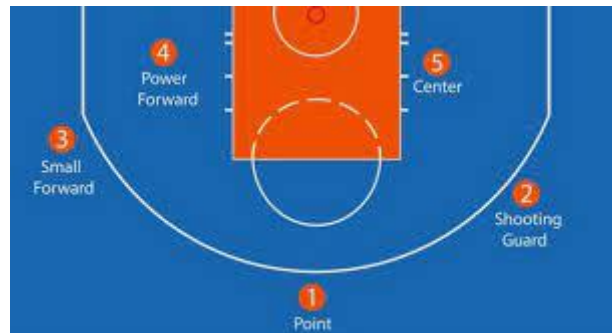 4
Power
Forward
5
Center
3
Small
Forward
2
Shooting
Guard
1
Point